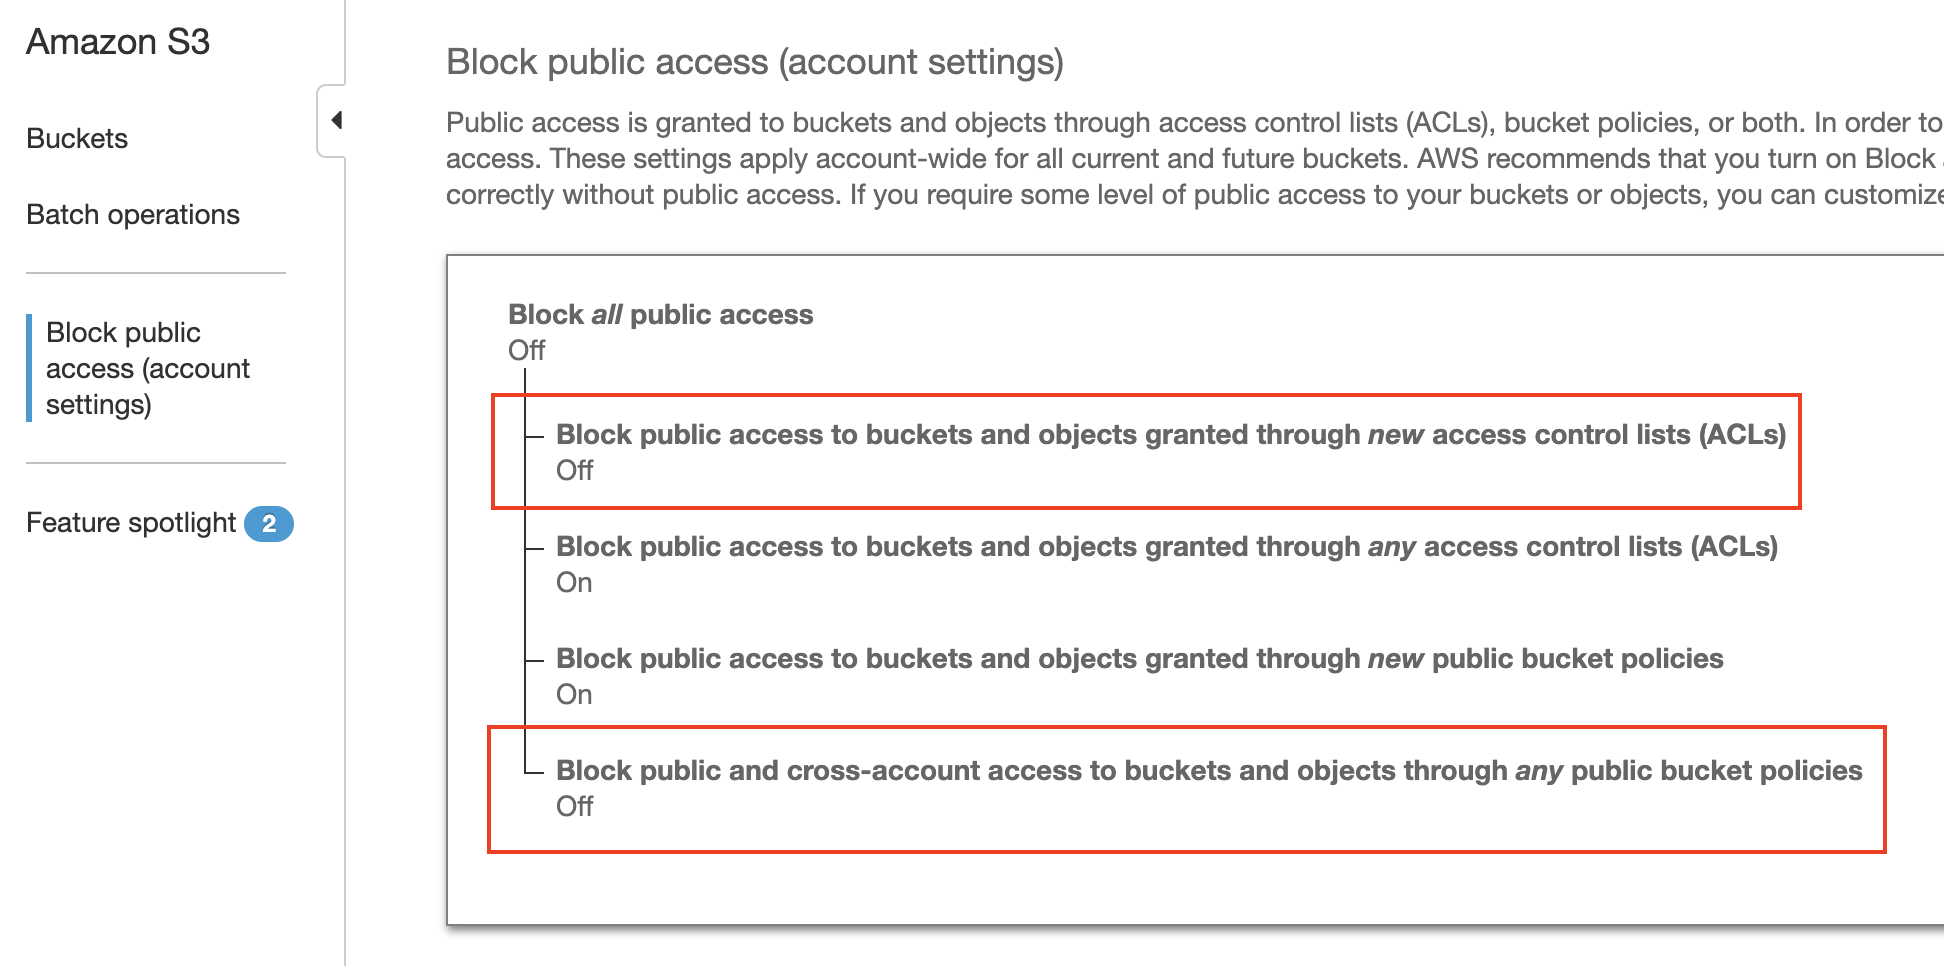 Amazon S3
Buckets
Batch operations
Block public
access (account
settings)
Feature spotlight 2
Block public access (account settings)
Public access is granted to buckets and objects through access control lists (ACLs), bucket policies, or both. In order to
access. These settings apply account-wide for all current and future buckets. AWS recommends that you turn on Block
correctly without public access. If you require some level of public access to your buckets or objects, you can customize
Block all public access
Off
Block public access to buckets and objects granted through new access control lists (ACLs)
Off
Block public access to buckets and objects granted through any access control lists (ACLs)
On
Block public access to buckets and objects granted through new public bucket policies
On
Block public and cross-account access to buckets and objects through any public bucket policies
Off